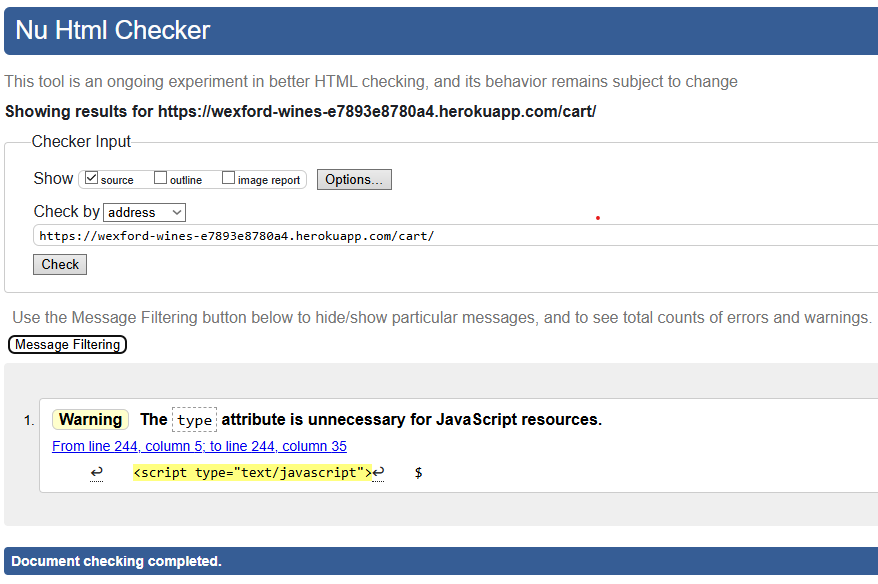 Nu Html Checker
This tool is an ongoing experiment in better HTML checking, and its behavior remains subject to change
Showing results for https://wexford-wines-e7893e8780a4.herokuapp.com/cart/
Checker Input
Show source outline image report Options...
Check by address
https://wexford-wines-e7893e8780a4.herokuapp.com/cart/
Check
Use the Message Filtering button below to hide/show particular messages, and to see total counts of errors and warnings.
Message Filtering
1. Warning The type attribute is unnecessary for JavaScript resources.
From line 244, column 5; to line 244, column 35
↩ <script type="text/javascript">↩ $
Document checking completed.